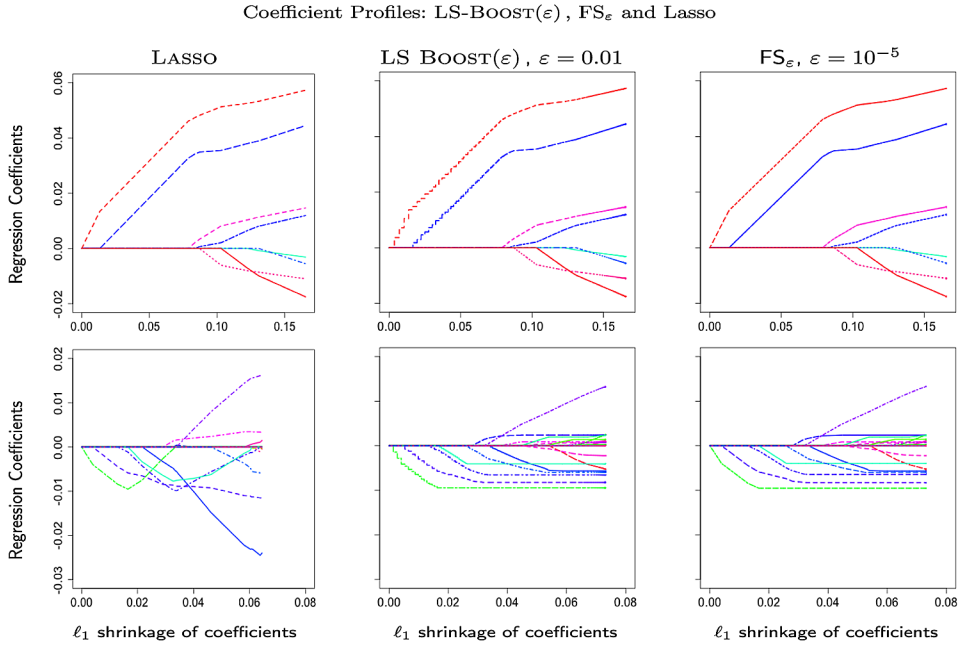 Coefficient Profiles: LS-BOOST(ε) , FSε and Lasso
LASSO
LS BOOST(ε) , ε = 0.01
FSε, ε = 10⁻⁵
Regression Coefficients
0.06
0.04
0.02
0.00
-0.02
0.00 0.05 0.10 0.15
0.00 0.05 0.10 0.15
0.00 0.05 0.10 0.15
Regression Coefficients
0.02
0.01
0.00
-0.01
-0.02
-0.03
0.00 0.02 0.04 0.06 0.08
0.00 0.02 0.04 0.06 0.08
0.00 0.02 0.04 0.06 0.08
ℓ₁ shrinkage of coefficients
ℓ₁ shrinkage of coefficients
ℓ₁ shrinkage of coefficients